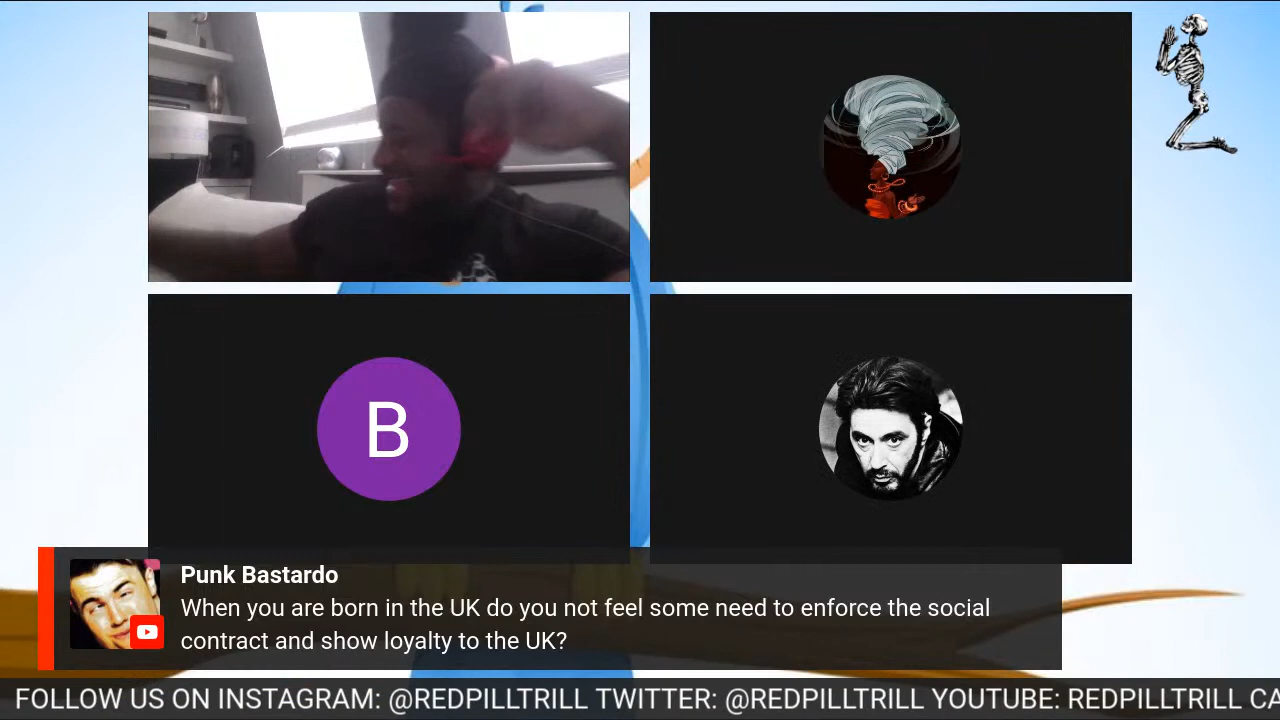 B
Punk Bastardo
When you are born in the UK do you not feel some need to enforce the social
contract and show loyalty to the UK?
FOLLOW US ON INSTAGRAM: @REDPILLTRILL TWITTER: @REDPILLTRILL YOUTUBE: REDPILLTRILL CA